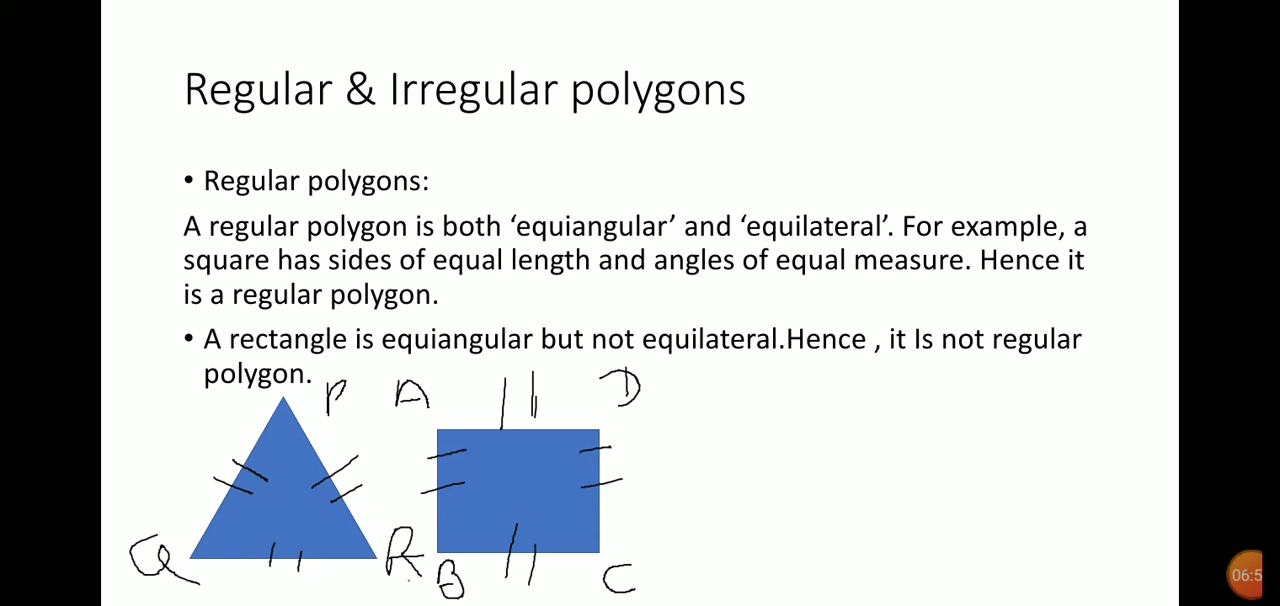 Regular & Irregular polygons
• Regular polygons:
A regular polygon is both ‘equiangular’ and ‘equilateral’. For example, a
square has sides of equal length and angles of equal measure. Hence it
is a regular polygon.
• A rectangle is equiangular but not equilateral.Hence , it Is not regular
polygon.
P A D
Q R B C
06:5